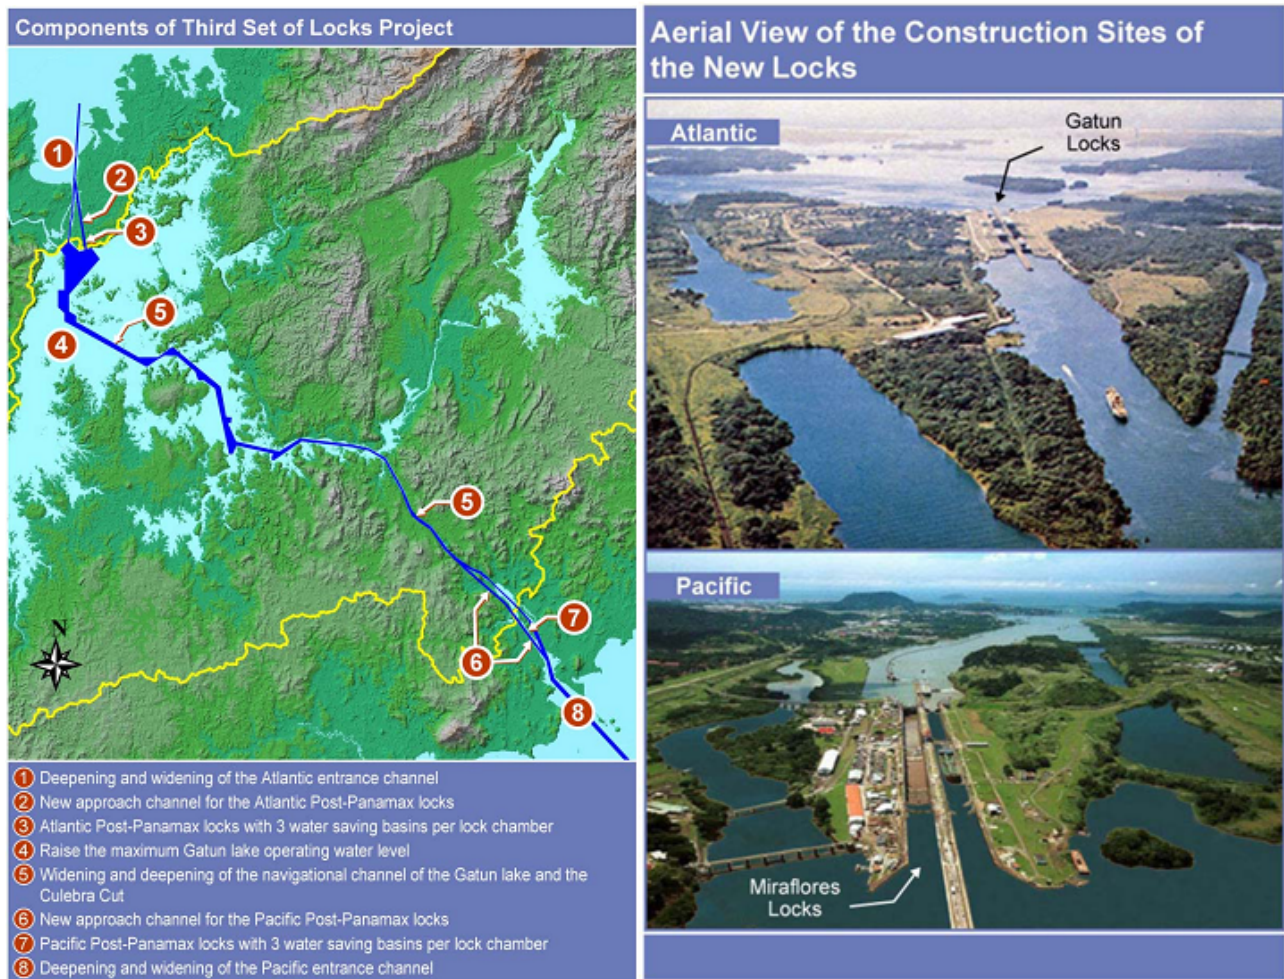 Components of Third Set of Locks Project
1
2
3
5
4
N
5
7
6
8
1 Deepening and widening of the Atlantic entrance channel
2 New approach channel for the Atlantic Post-Panamax locks
3 Atlantic Post-Panamax locks with 3 water saving basins per lock chamber
4 Raise the maximum Gatun lake operating water level
5 Widening and deepening of the navigational channel of the Gatun lake and the
Culebra Cut
6 New approach channel for the Pacific Post-Panamax locks
7 Pacific Post-Panamax locks with 3 water saving basins per lock chamber
8 Deepening and widening of the Pacific entrance channel
Aerial View of the Construction Sites of
the New Locks
Atlantic
Gatun
Locks
Pacific
Miraflores
Locks